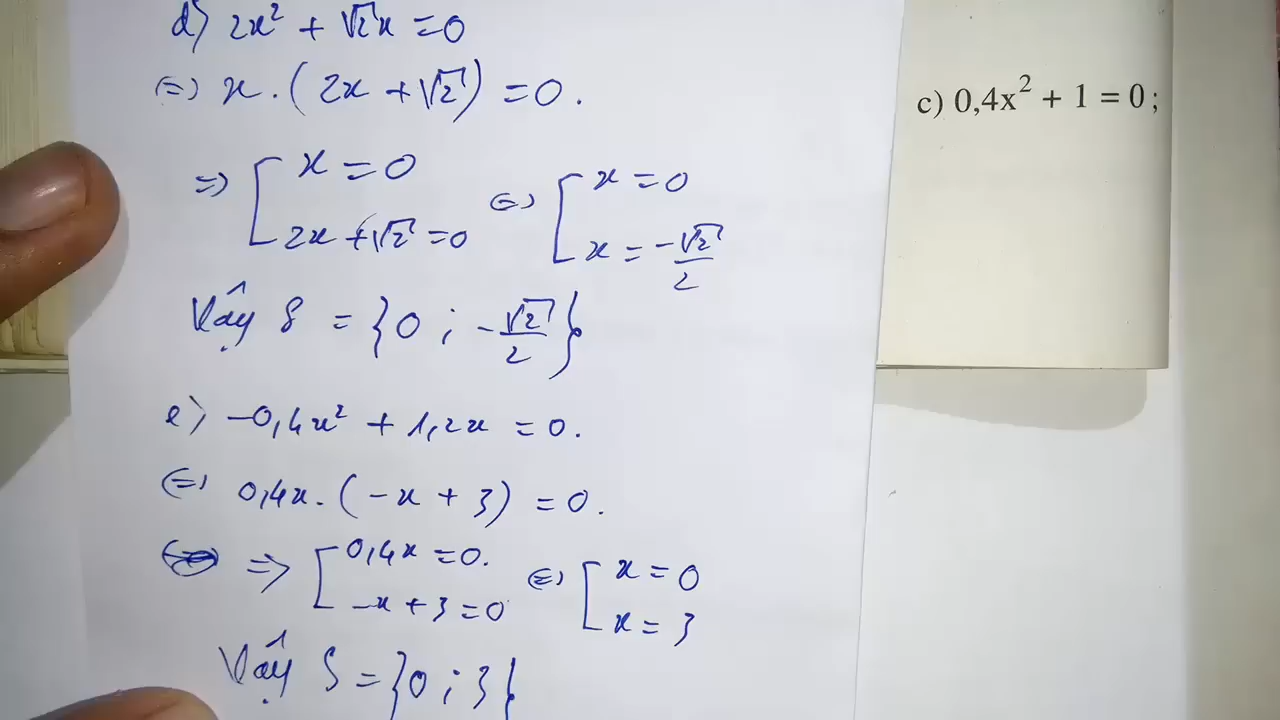 d) 2x² + √2x = 0
⇔ x . (2x + √2) = 0.
⇒ [ x = 0
2x + √2 = 0
⇔ [ x = 0
x = -√2/2
Vậy S = {0 ; -√2/2}
e) -0,4x² + 1,2x = 0.
⇔ 0,4x . (-x + 3) = 0.
⇒ [ 0,4x = 0.
-x + 3 = 0
⇔ [ x = 0
x = 3
Vậy S = {0 ; 3}
c) 0,4x² + 1 = 0 ;